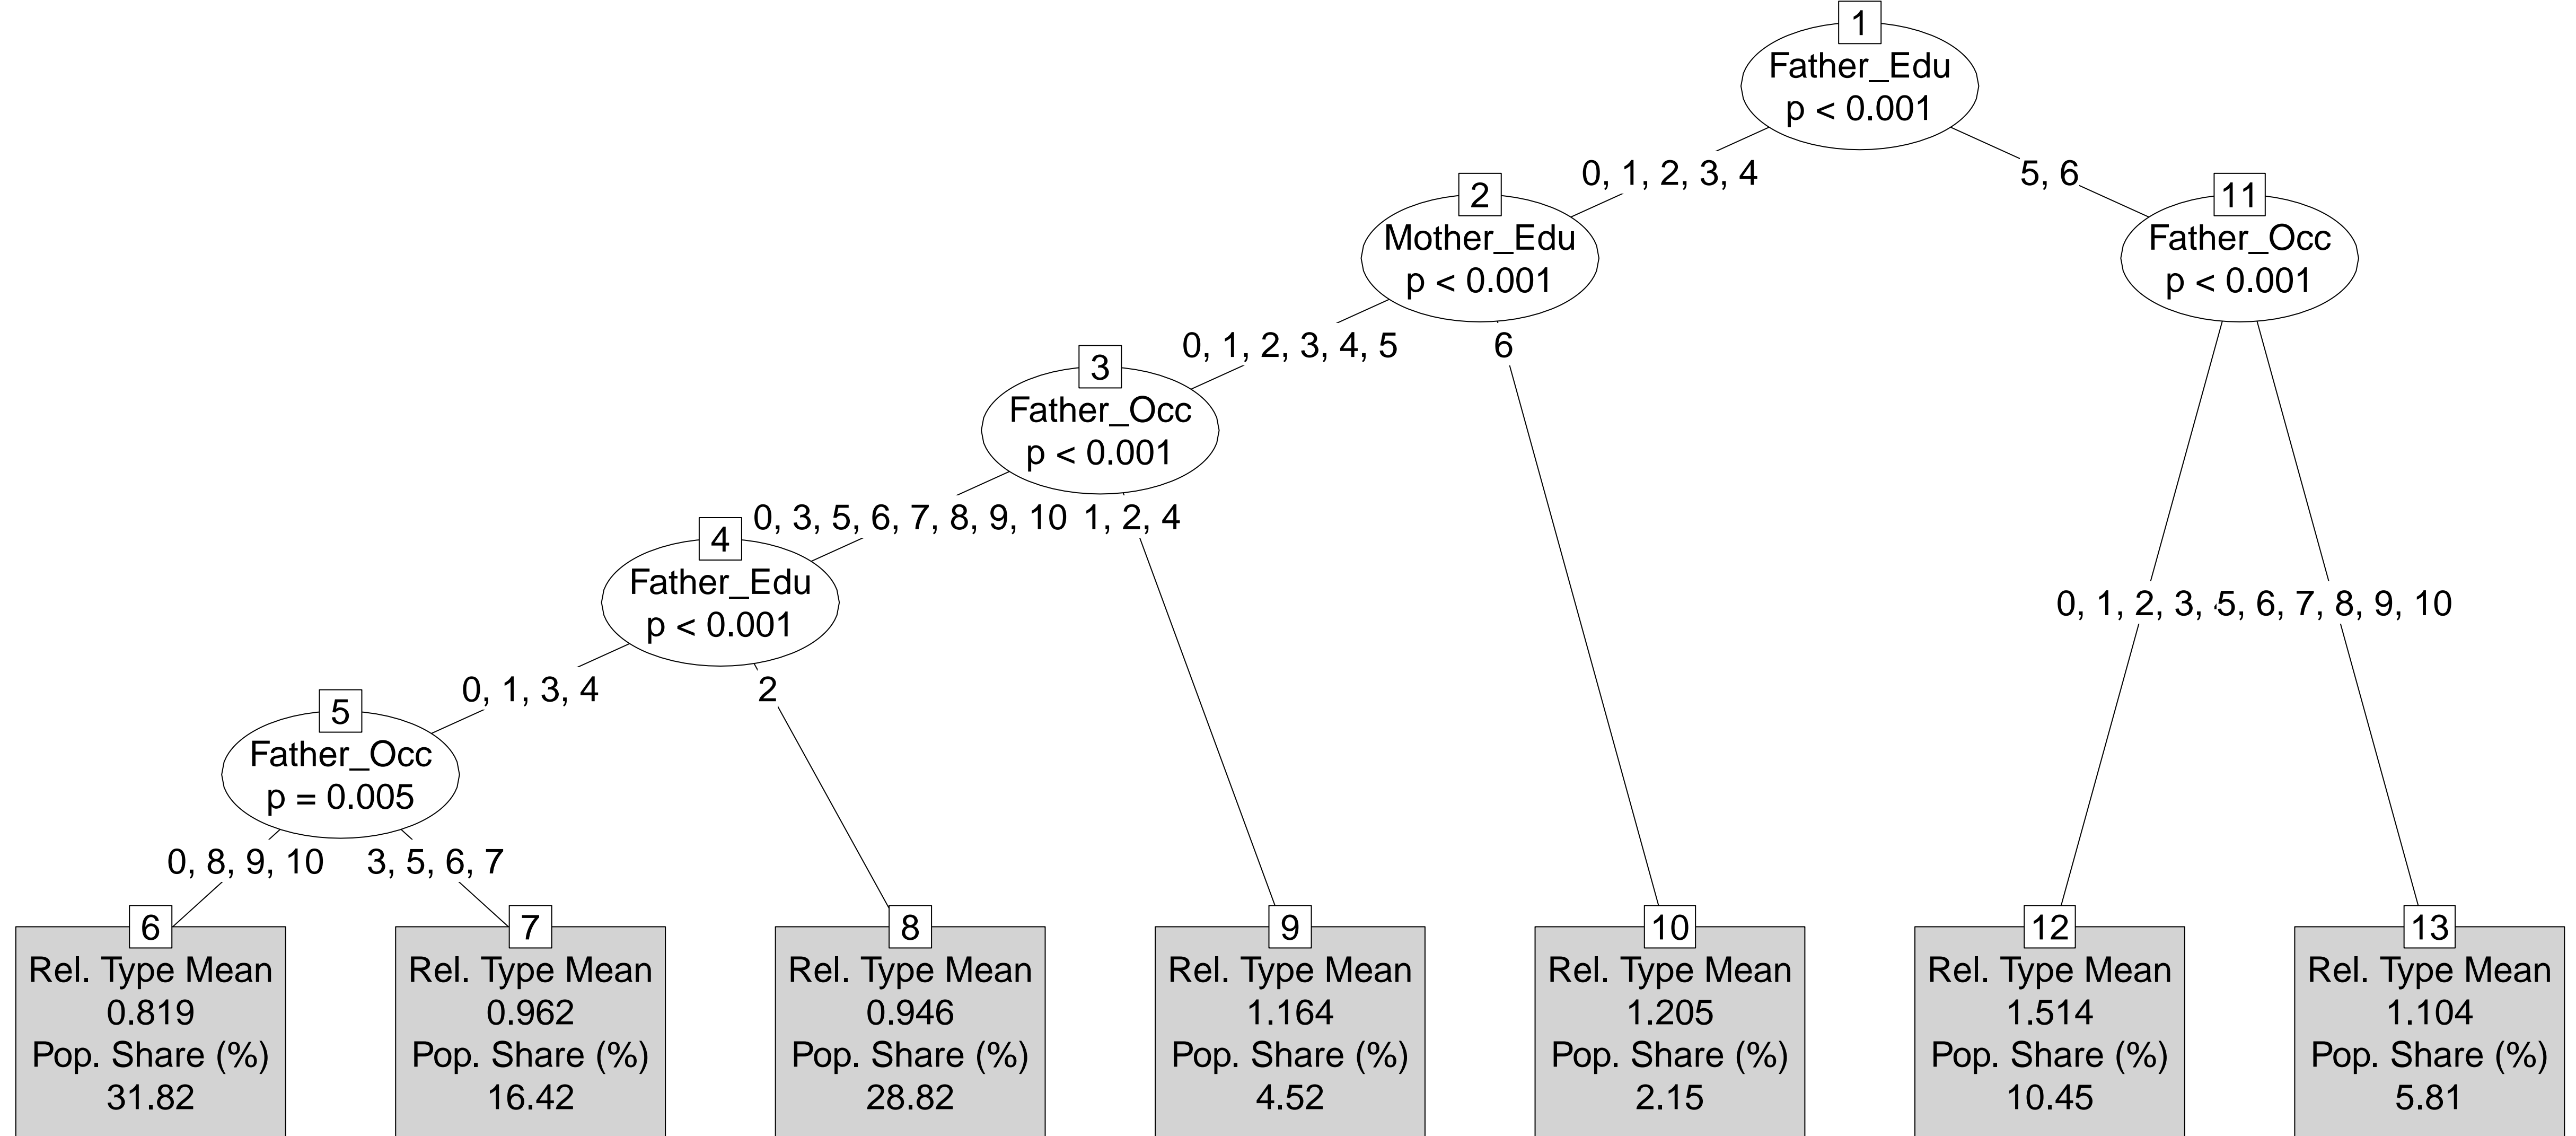 1
Father_Edu
p < 0.001
0, 1, 2, 3, 4
5, 6
2
Mother_Edu
p < 0.001
11
Father_Occ
p < 0.001
0, 1, 2, 3, 4, 5
6
3
Father_Occ
p < 0.001
0, 3, 5, 6, 7, 8, 9, 10
1, 2, 4
4
Father_Edu
p < 0.001
0, 1, 2, 3,
5, 6, 7, 8, 9, 10
0, 1, 3, 4
2
5
Father_Occ
p = 0.005
0, 8, 9, 10
3, 5, 6, 7
6
Rel. Type Mean
0.819
Pop. Share (%)
31.82
7
Rel. Type Mean
0.962
Pop. Share (%)
16.42
8
Rel. Type Mean
0.946
Pop. Share (%)
28.82
9
Rel. Type Mean
1.164
Pop. Share (%)
4.52
10
Rel. Type Mean
1.205
Pop. Share (%)
2.15
12
Rel. Type Mean
1.514
Pop. Share (%)
10.45
13
Rel. Type Mean
1.104
Pop. Share (%)
5.81